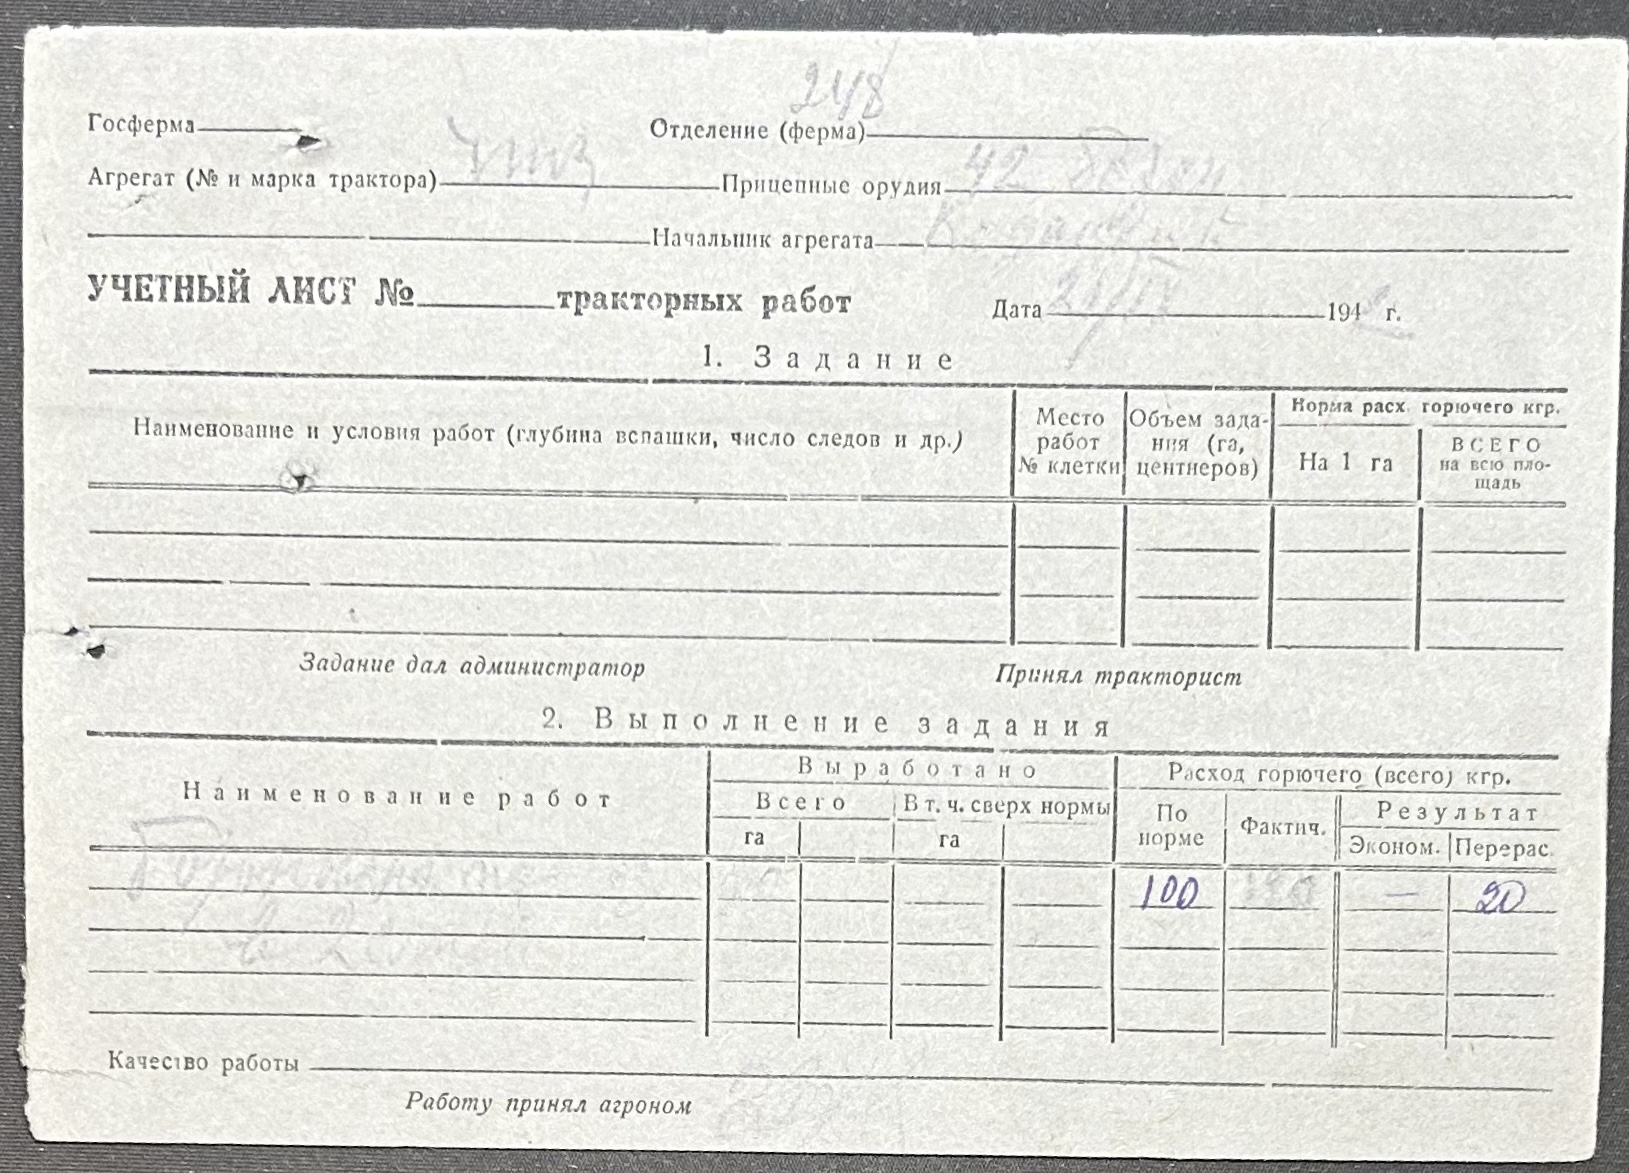 248
Госферма Отделение (ферма)
Агрегат (№ и марка трактора) Прицепные орудия 42
Начальник агрегата
УЧЕТНЫЙ ЛИСТ № тракторных работ Дата 194 г.
1. Задание
Наименование и условия работ (глубина вспашки, число следов и др.) Место работ № клетки Объем задания (га, центнеров) Норма расх. горючего кгр.
На 1 га ВСЕГО на всю площадь
Задание дал администратор Принял тракторист
2. Выполнение задания
Наименование работ Выработано Расход горючего (всего) кгр.
Всего В т. ч. сверх нормы По норме Фактич. Результат
га га Эконом. Перерас.
100 120 — 20
Качество работы
Работу принял агроном